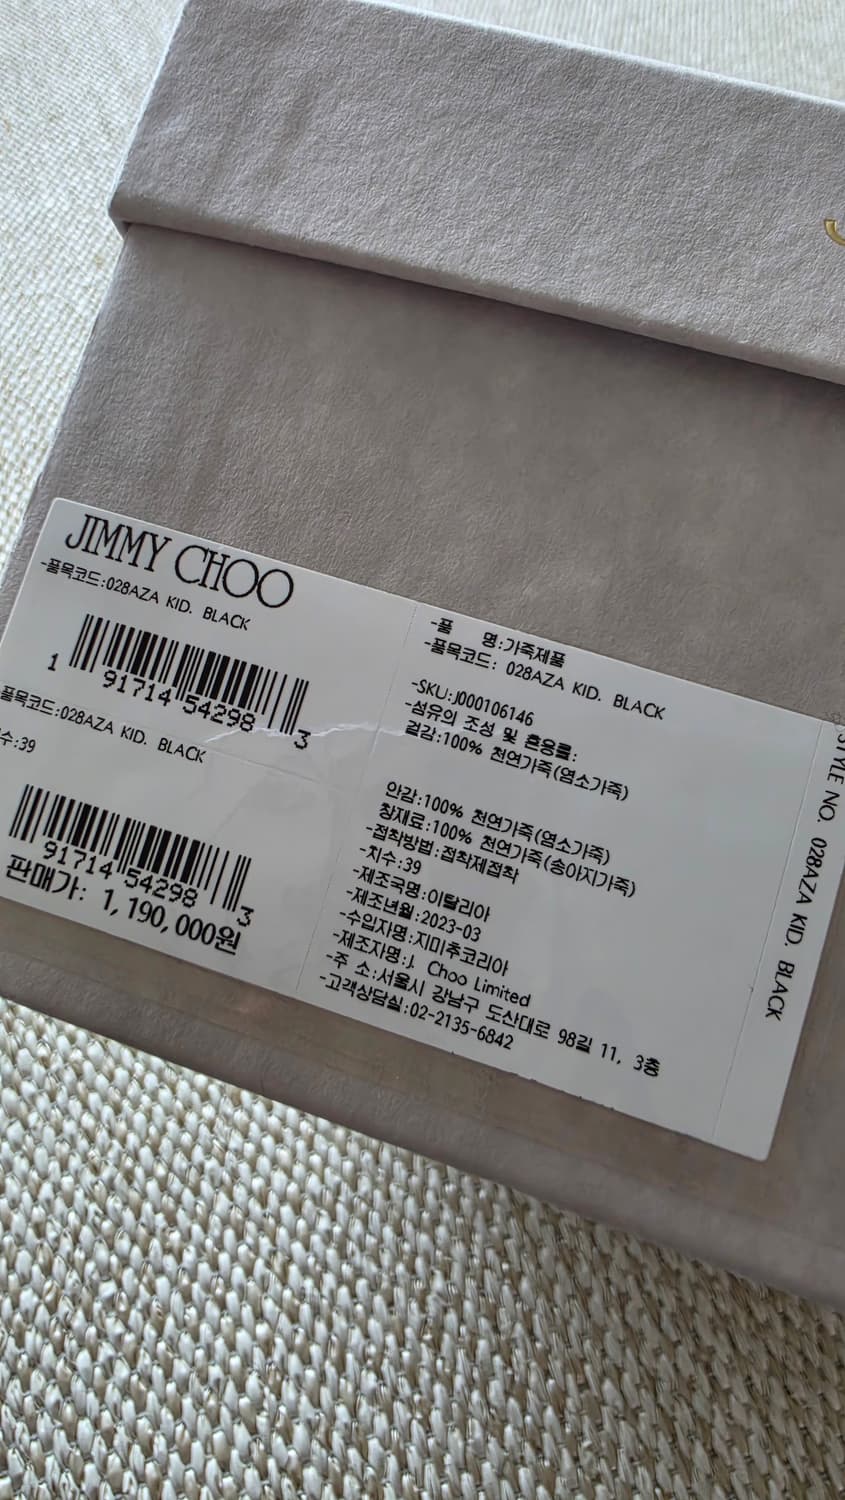 JIMMY CHOO
-품목코드:028AZA KID. BLACK
1 91714 54298 3
품목코드:028AZA KID. BLACK
수:39
91714 54298 3
판매가: 1,190,000원
-품 명:가죽제품
-품목코드: 028AZA KID. BLACK
-SKU:J000106146
-섬유의 조성 및 혼용률:
겉감:100% 천연가죽(염소가죽)
안감:100% 천연가죽(염소가죽)
창재료:100% 천연가죽(송아지가죽)
-접착방법:접착제접착
-치수:39
-제조국명:이탈리아
-제조년월:2023-03
-수입자명:지미추코리아
-제조자명:J. Choo Limited
-주 소:서울시 강남구 도산대로 98길 11, 3층
-고객상담실:02-2135-6842
STYLE NO. 028AZA KID. BLACK